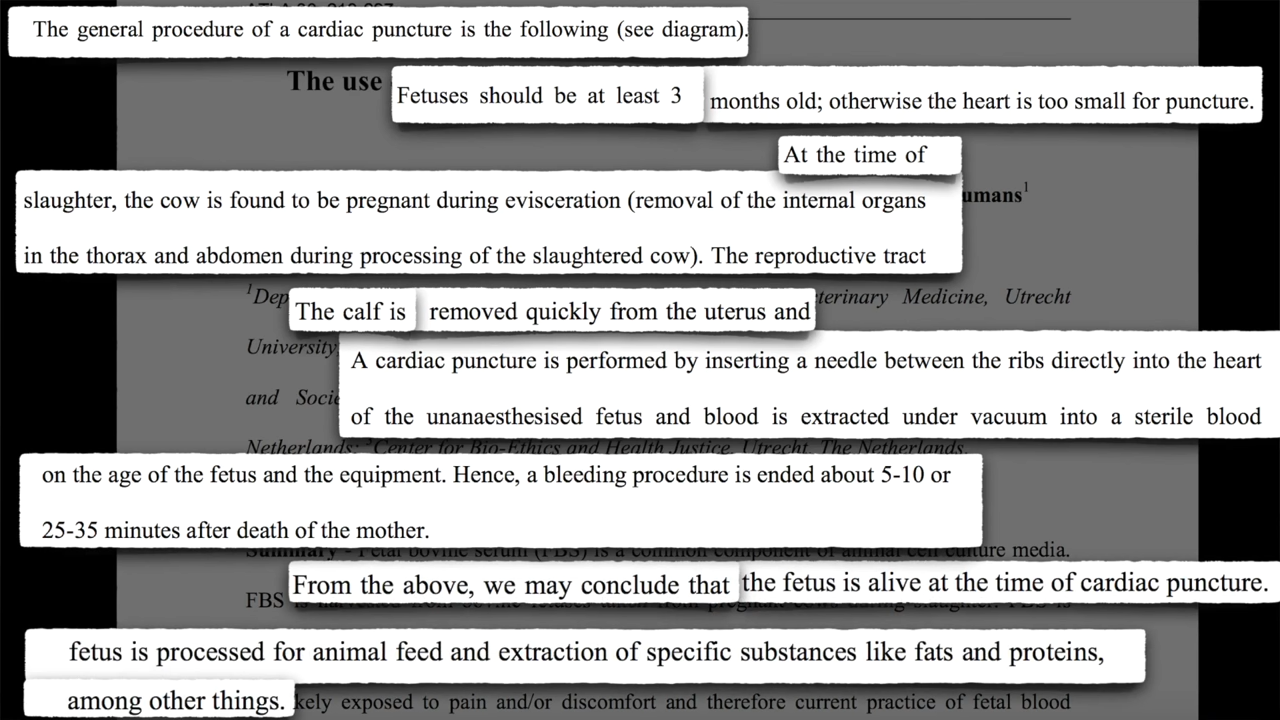 The general procedure of a cardiac puncture is the following (see diagram).
The use
Fetuses should be at least 3 months old; otherwise the heart is too small for puncture.
At the time of
umans1
slaughter, the cow is found to be pregnant during evisceration (removal of the internal organs
in the thorax and abdomen during processing of the slaughtered cow). The reproductive tract
1Dep
terinary Medicine, Utrecht
The calf is removed quickly from the uterus and
University
A cardiac puncture is performed by inserting a needle between the ribs directly into the heart
and Socie
of the unanaesthesised fetus and blood is extracted under vacuum into a sterile blood
Netherlands; 3Center for Bio-Ethics and Health Justice, Utrecht, The Netherlands.
on the age of the fetus and the equipment. Hence, a bleeding procedure is ended about 5-10 or
25-35 minutes after death of the mother.
Summary - Fetal bovine serum (FBS) is a common component of animal cell culture media.
From the above, we may conclude that the fetus is alive at the time of cardiac puncture.
FBS
fetus is processed for animal feed and extraction of specific substances like fats and proteins,
among other things.
kely exposed to pain and/or discomfort and therefore current practice of fetal blood